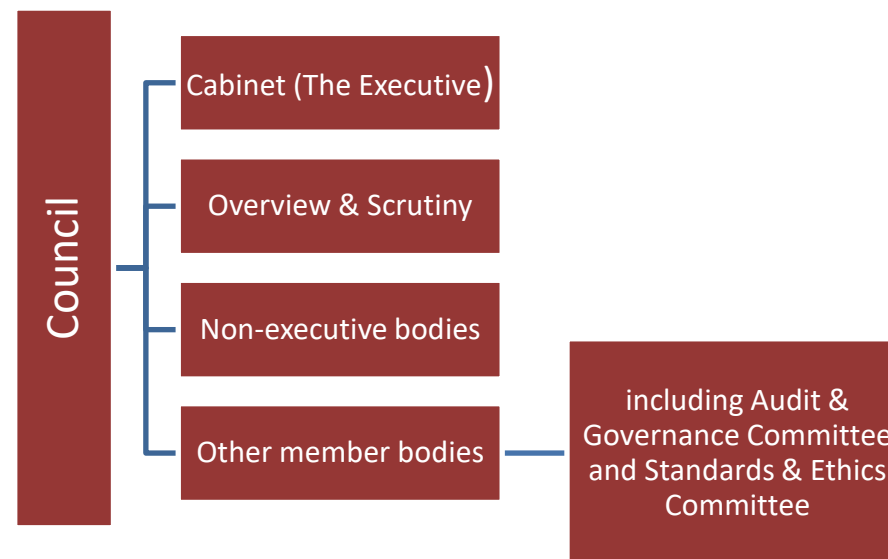 Council
Cabinet (The Executive)
Overview & Scrutiny
Non-executive bodies
Other member bodies
including Audit &
Governance Committee
and Standards & Ethics
Committee